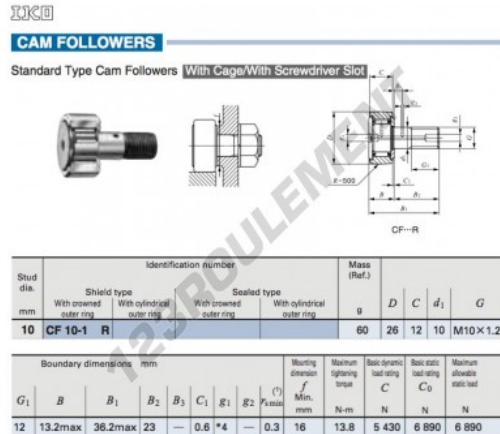 IKO
CAM FOLLOWERS
Standard Type Cam Followers With Cage/With Screwdriver Slot
CF···R
R=500
123ROULEMENT
Stud dia. mm
Identification number
Mass (Ref.) g
Shield type
Sealed type
With crowned outer ring
With cylindrical outer ring
With crowned outer ring
With cylindrical outer ring
D C d1 G
10 CF 10-1 R 60 26 12 10 M10×1.2
Boundary dimensions mm
G1 B B1 B2 B3 C1 g1 g2 rs min (1)
Mounting dimension f Min. mm
Maximum tightening torque N-m
Basic dynamic load rating C N
Basic static load rating C0 N
Maximum allowable static load N
12 13.2max 36.2max 23 — 0.6 *4 — 0.3 16 13.8 5 430 6 890 6 890